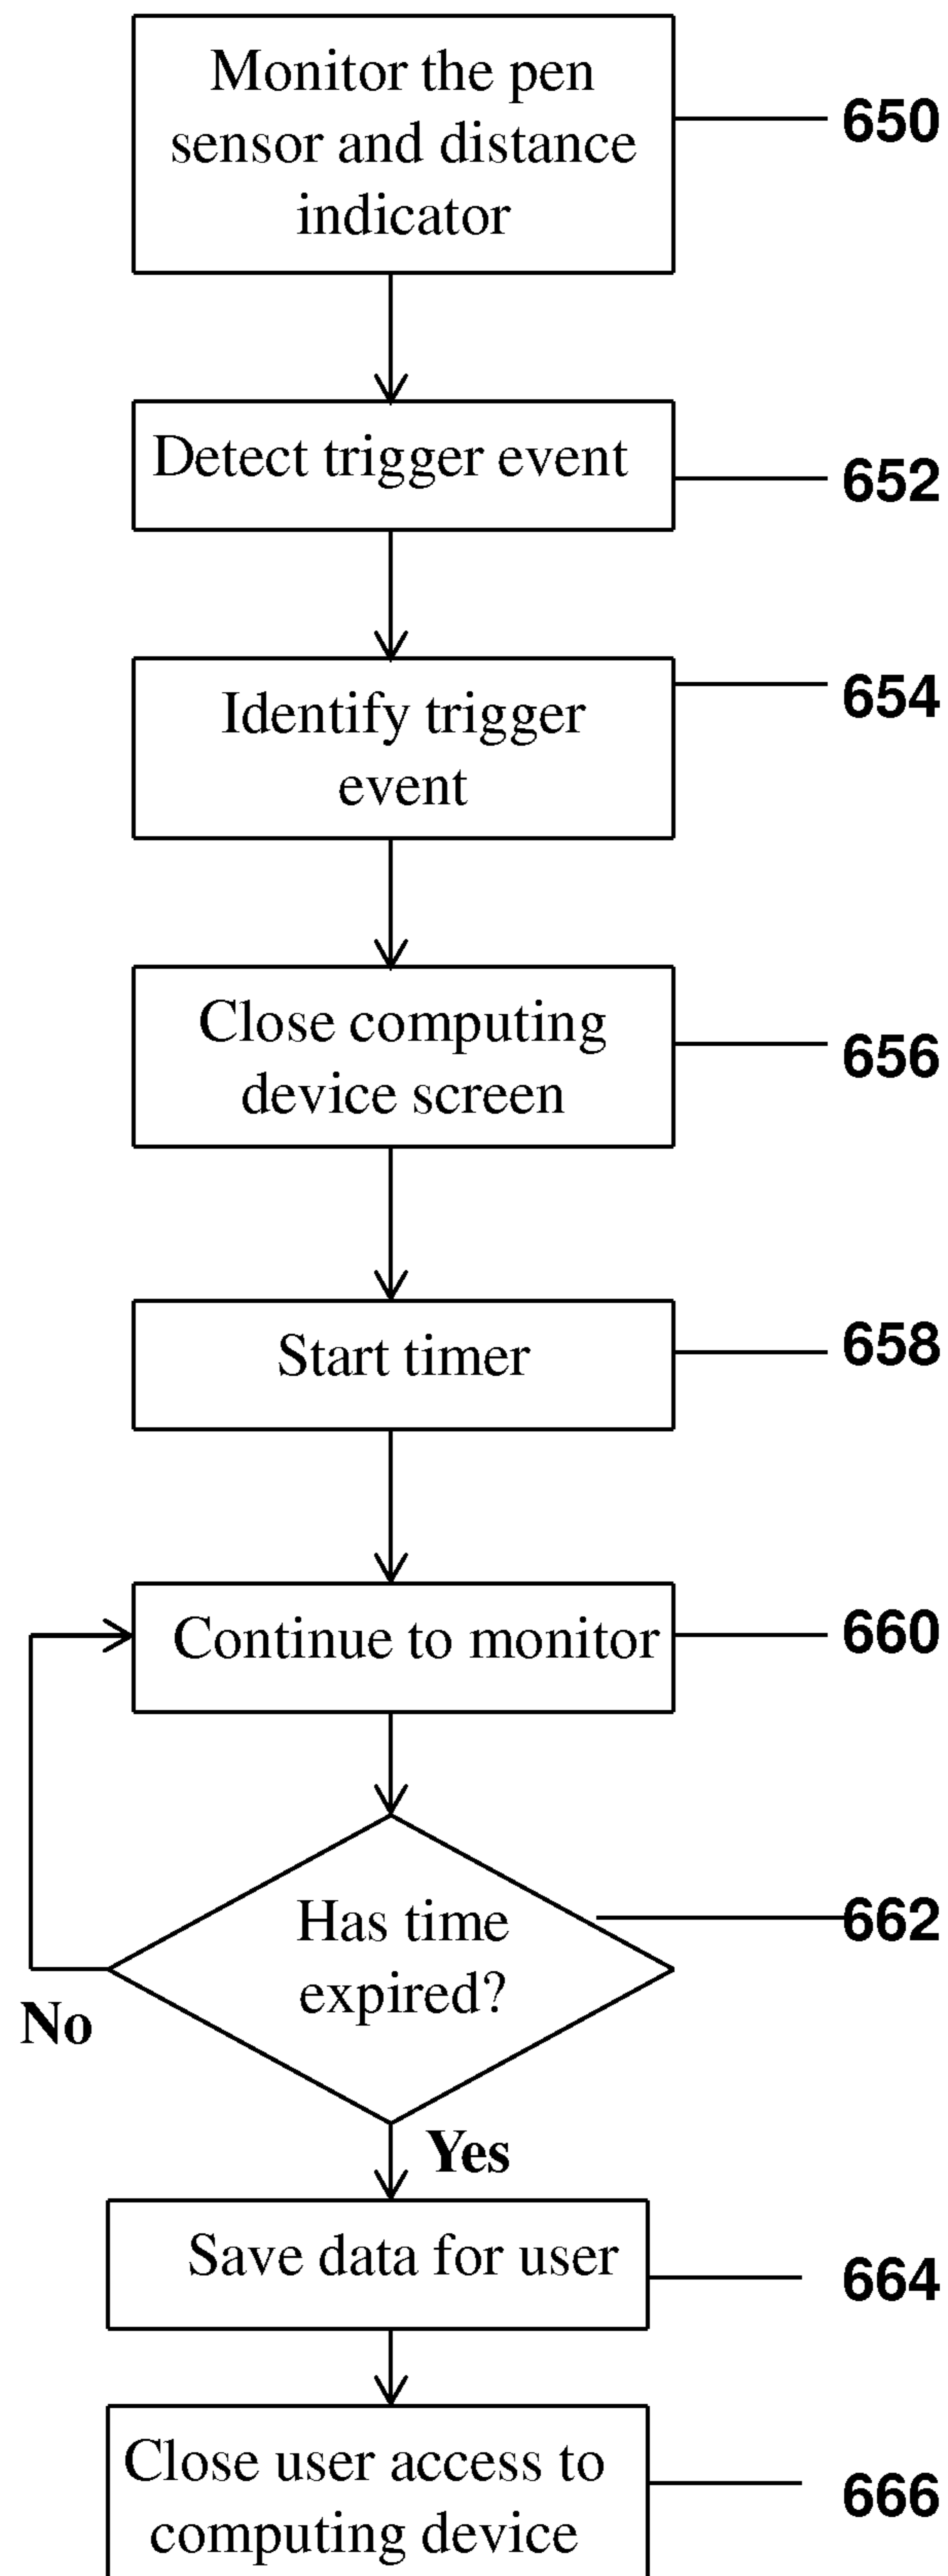 Monitor the pen
sensor and distance
indicator
650
Detect trigger event
652
Identify trigger
event
654
Close computing
device screen
656
Start timer
658
Continue to monitor
660
Has time
expired?
662
No
Yes
Save data for user
664
Close user access to
computing device
666